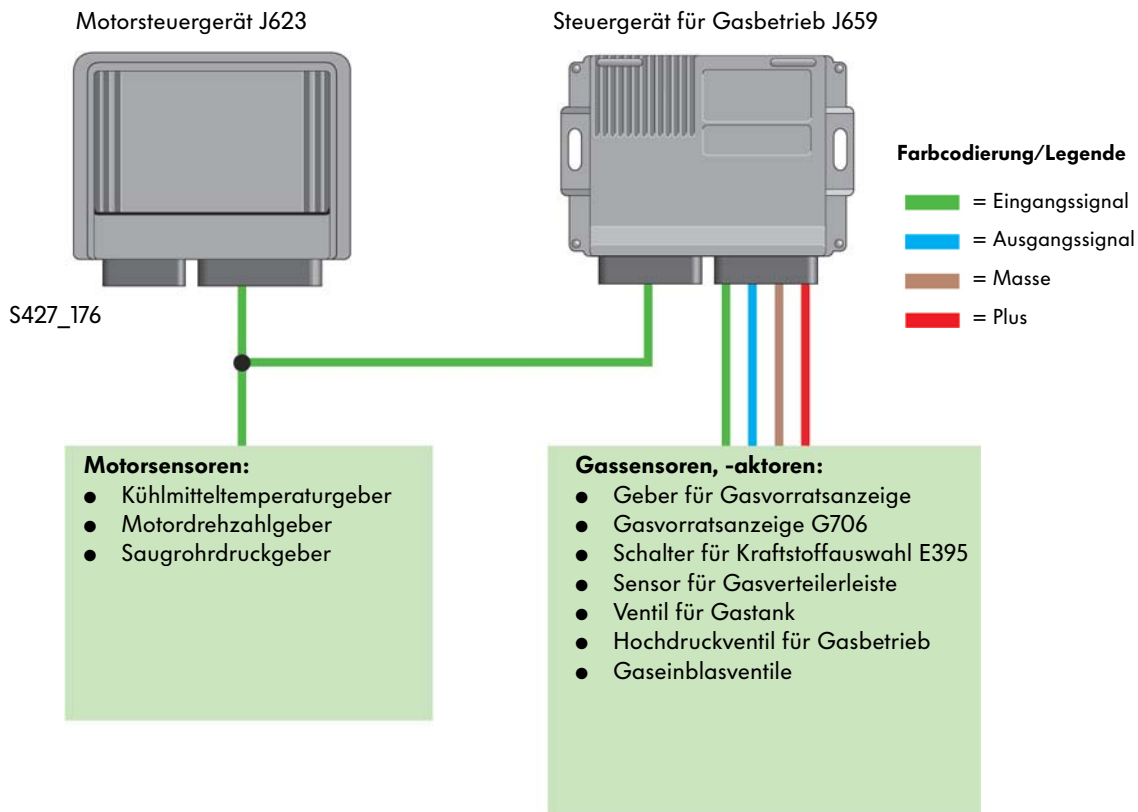 Motorsteuergerät J623
Steuergerät für Gasbetrieb J659
Farbcodierung/Legende
= Eingangssignal
= Ausgangssignal
= Masse
= Plus
S427_176
Motorsensoren:
● Kühlmitteltemperaturgeber
● Motordrehzahlgeber
● Saugrohrdruckgeber
Gassensoren, -aktoren:
● Geber für Gasvorratsanzeige
● Gasvorratsanzeige G706
● Schalter für Kraftstoffauswahl E395
● Sensor für Gasverteilerleiste
● Ventil für Gastank
● Hochdruckventil für Gasbetrieb
● Gaseinblasventile